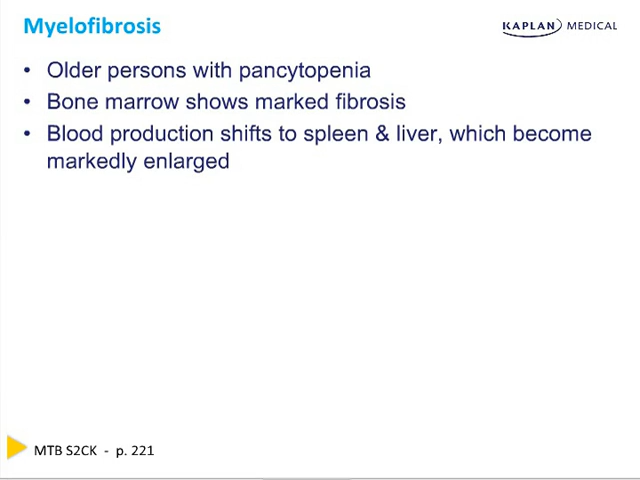 Myelofibrosis
KAPLAN MEDICAL
• Older persons with pancytopenia
• Bone marrow shows marked fibrosis
• Blood production shifts to spleen & liver, which become
markedly enlarged
MTB S2CK - p. 221